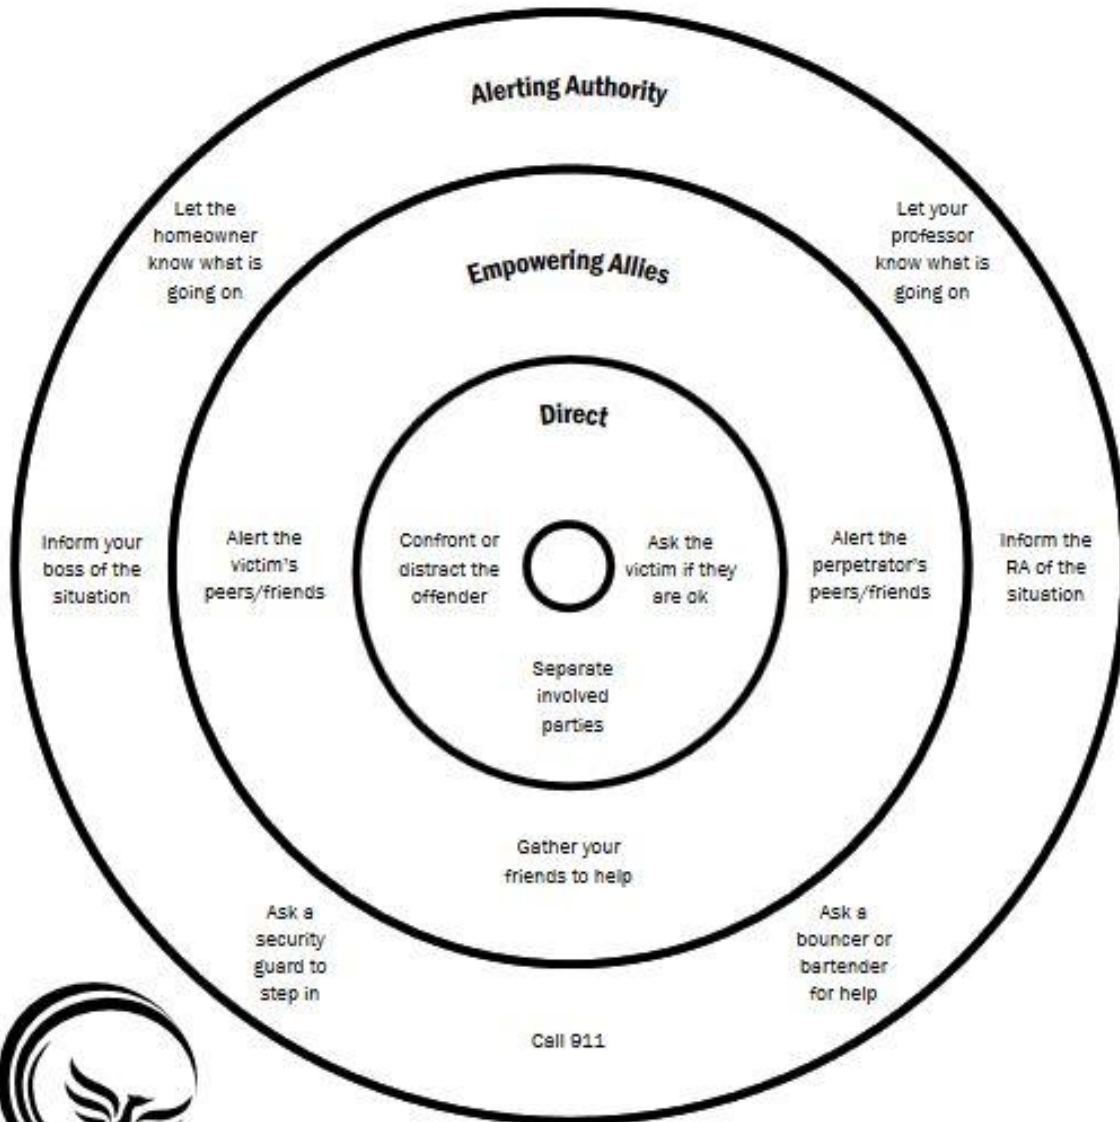 Alerting Authority
Let the
homeowner
know what is
going on
Let your
professor
know what is
going on
Empowering Allies
Direct
Inform your
boss of the
situation
Alert the
victim's
peers/friends
Confront or
distract the
offender
Ask the
victim if they
are ok
Alert the
perpetrator's
peers/friends
Inform the
RA of the
situation
Separate
involved
parties
Gather your
friends to help
Ask a
security
guard to
step in
Ask a
bouncer or
bartender
for help
Call 911